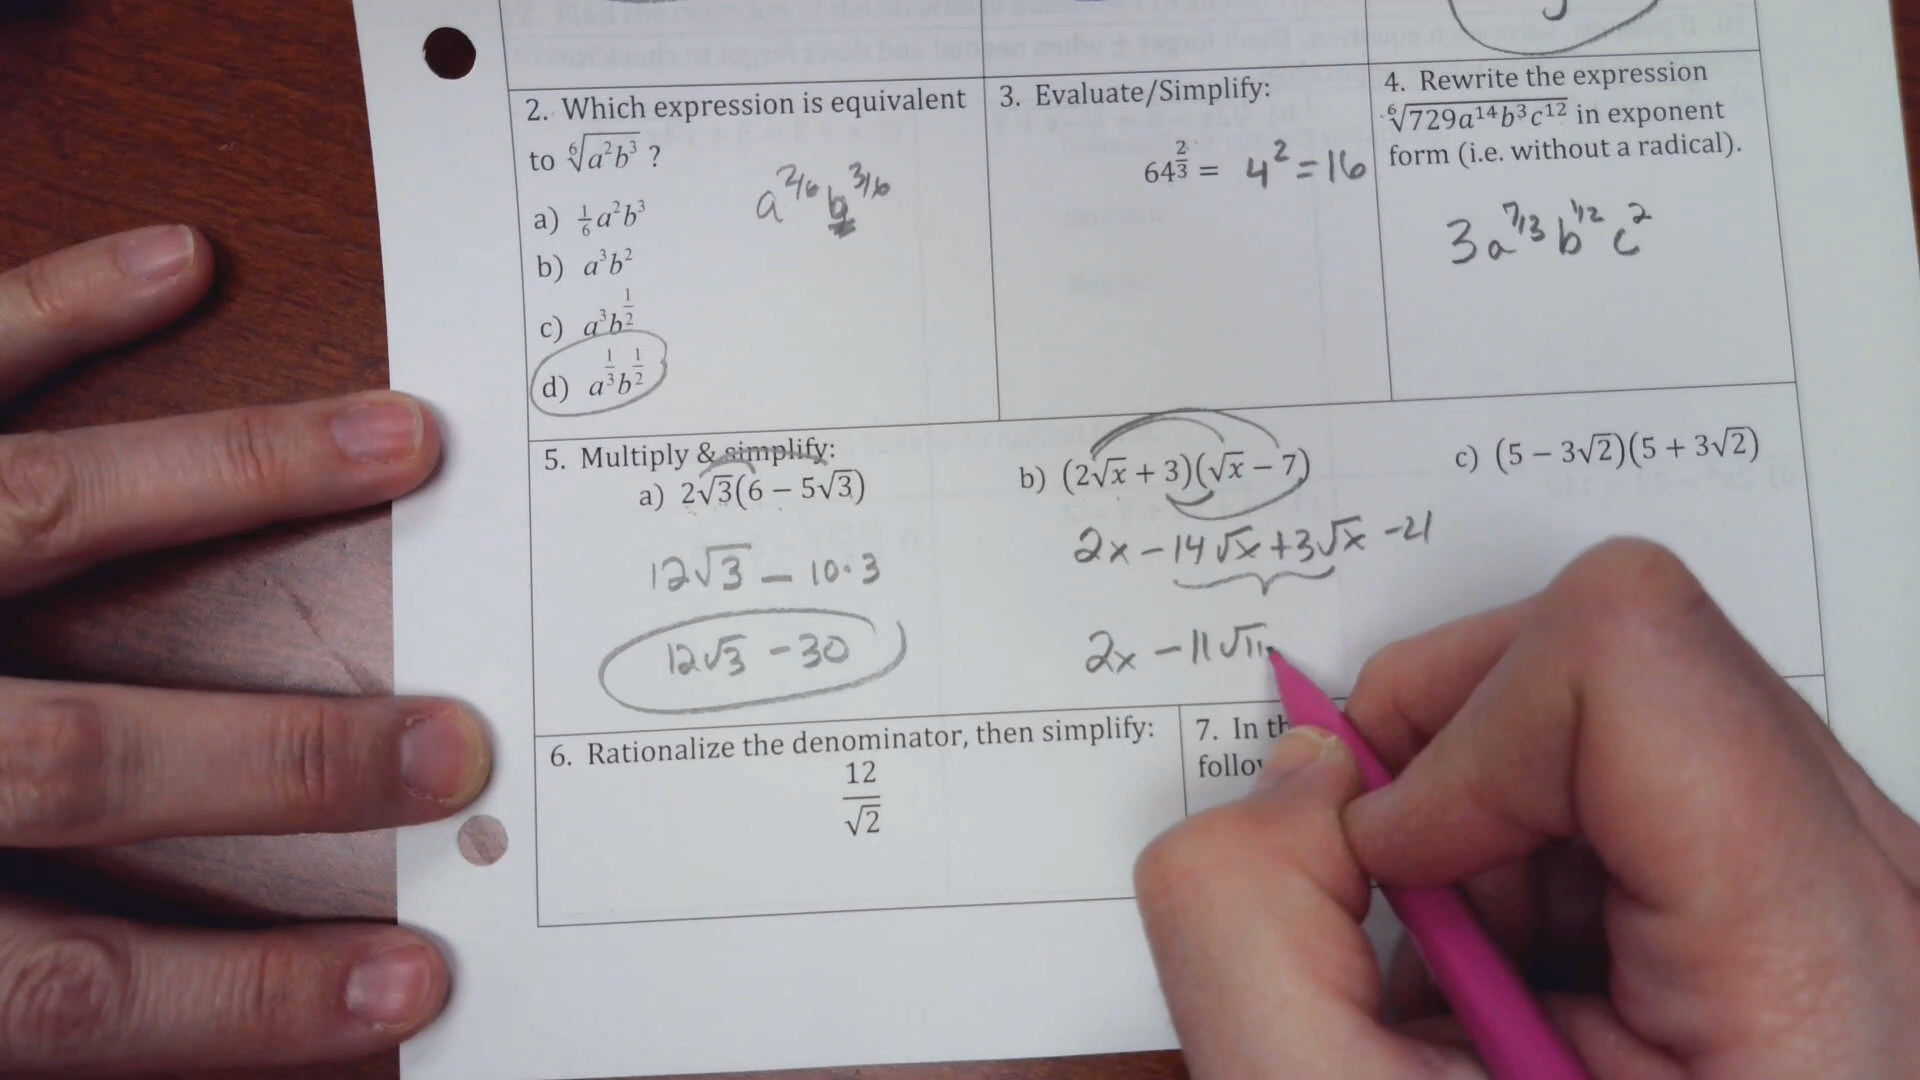 2. Which expression is equivalent
to ⁶√a²b³ ?
a^2/6 b^3/6
a) 1/6 a²b³
b) a³b²
c) a³b^1/2
d) a^1/3 b^1/2
3. Evaluate/Simplify:
64^2/3 = 4² = 16
4. Rewrite the expression
⁶√729a¹⁴b³c¹² in exponent
form (i.e. without a radical).
3a^7/3 b^1/2 c²
5. Multiply & simplify:
a) 2√3(6 − 5√3)
12√3 − 10·3
12√3 − 30
b) (2√x + 3)(√x − 7)
2x − 14√x + 3√x − 21
2x − 11√
c) (5 − 3√2)(5 + 3√2)
6. Rationalize the denominator, then simplify:
12
√2
7. In